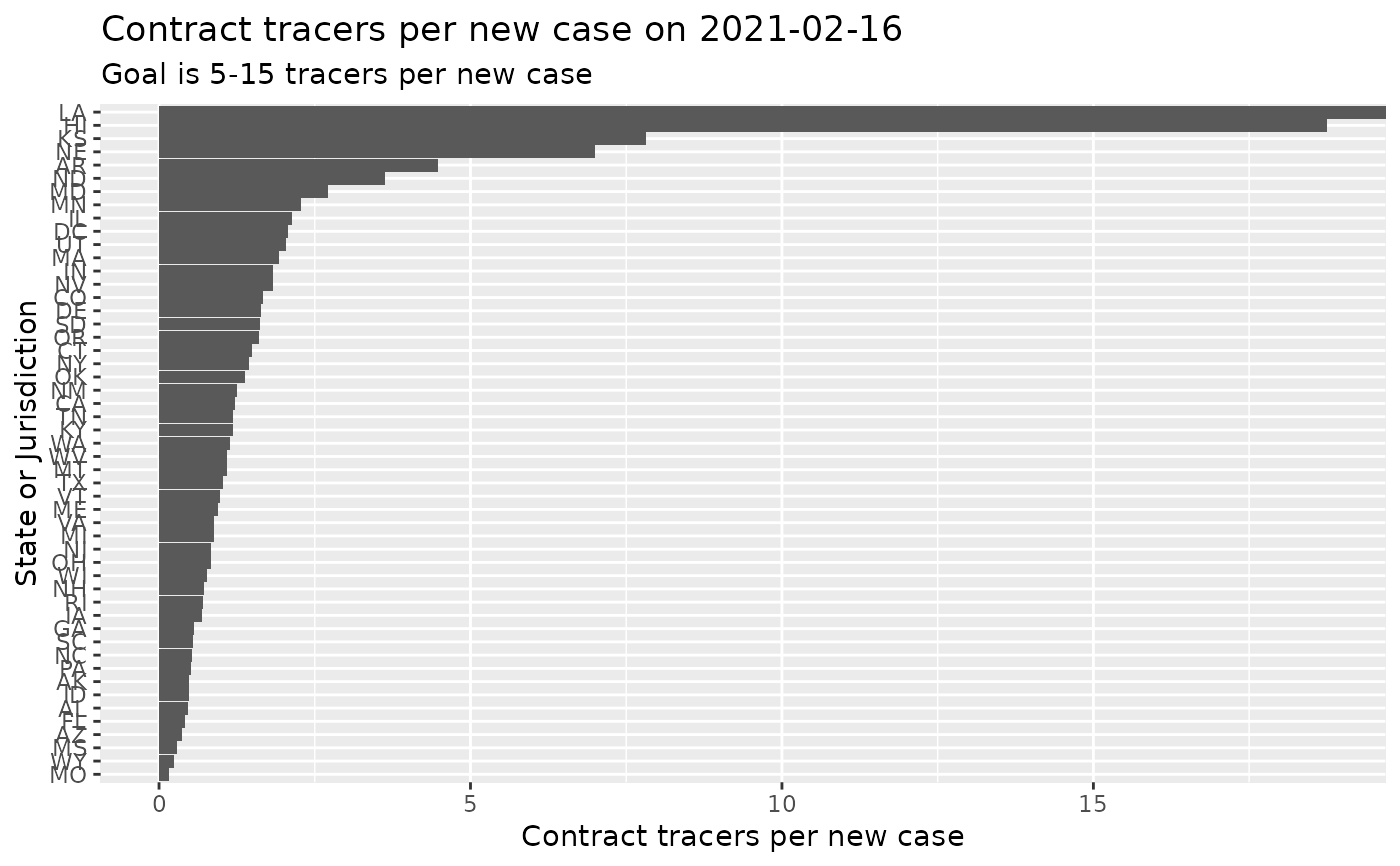 Contract tracers per new case on 2021-02-16
Goal is 5-15 tracers per new case
State or Jurisdiction
LA
HI
KS
NE
AR
ND
MD
MN
IL
DC
UT
MA
IN
NV
CO
DE
SD
OR
CT
NY
OK
NM
CA
TN
KY
WA
WV
MT
TX
VT
ME
VA
MI
NJ
OH
WI
NH
RI
IA
GA
SC
NC
PA
AK
ID
AL
FL
AZ
MS
WY
MO
0 5 10 15
Contract tracers per new case